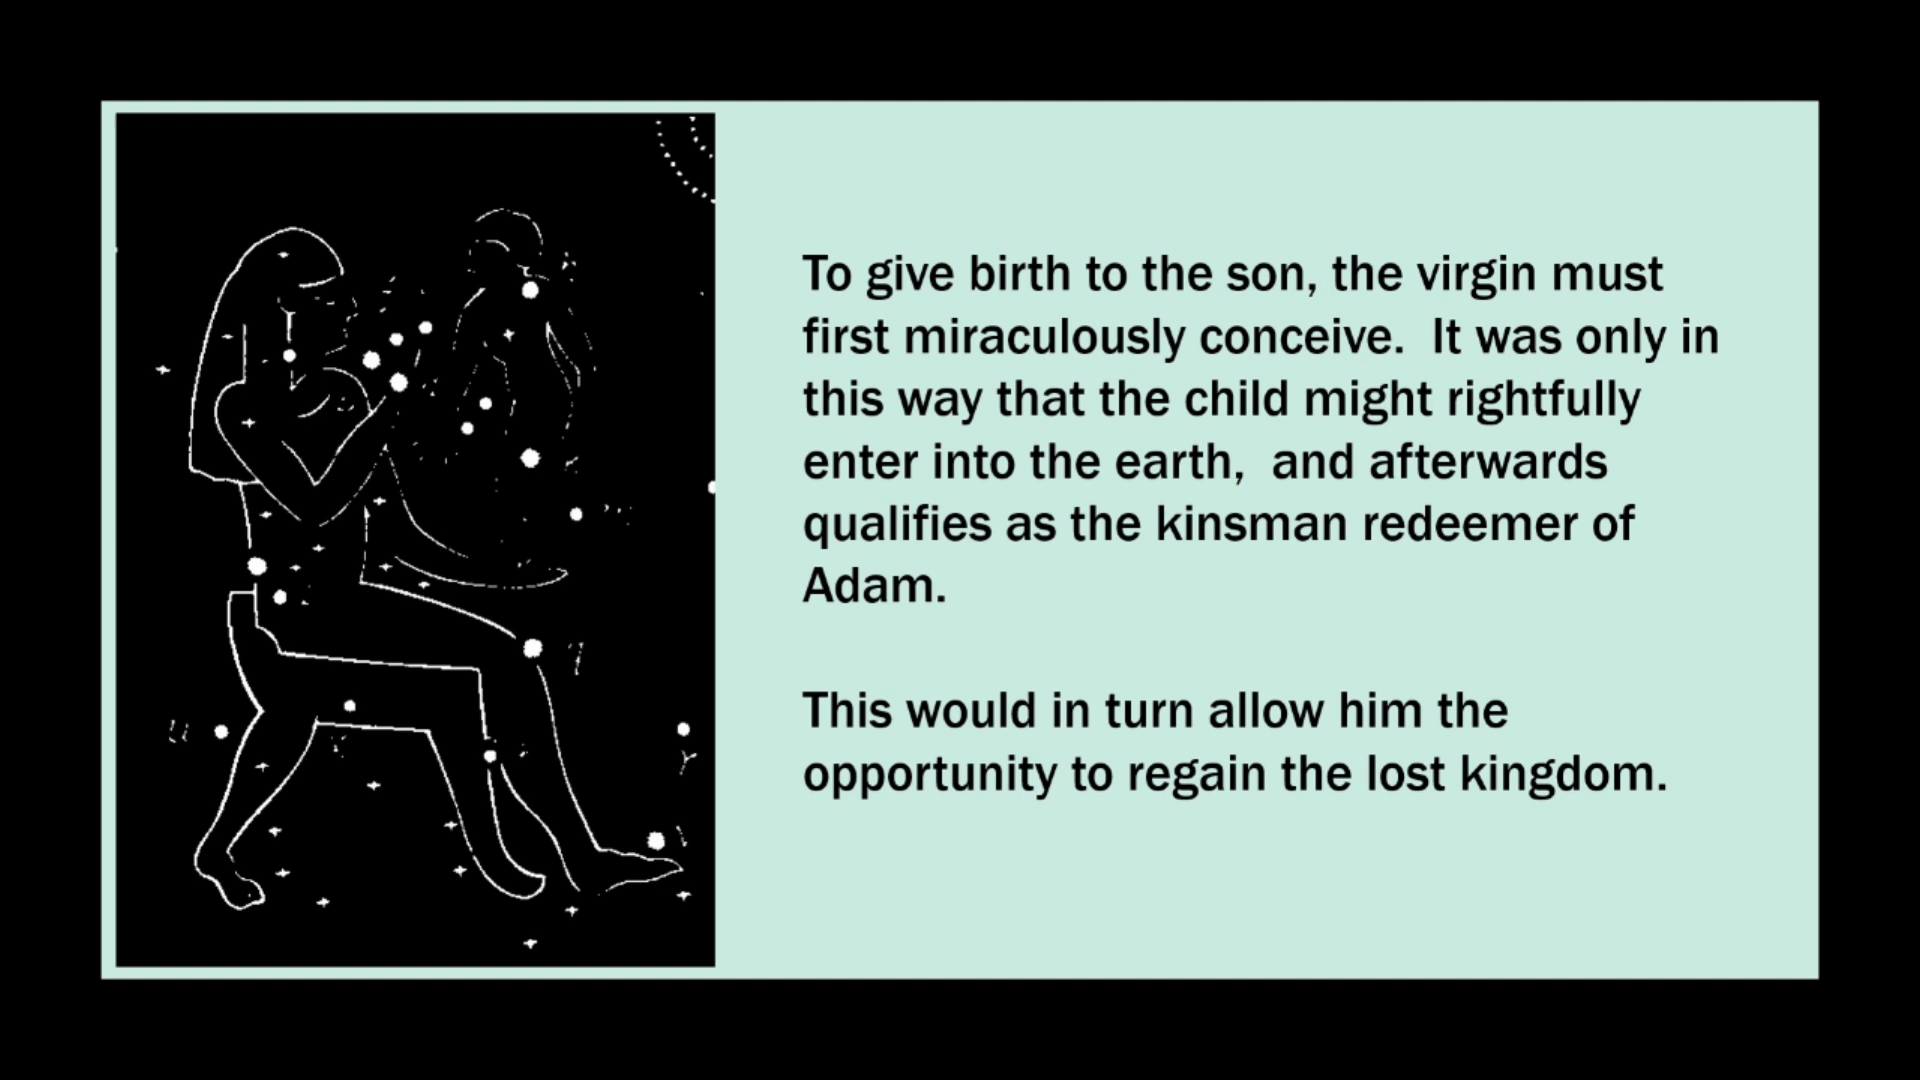 To give birth to the son, the virgin must
first miraculously conceive.  It was only in
this way that the child might rightfully
enter into the earth,  and afterwards
qualifies as the kinsman redeemer of
Adam.
This would in turn allow him the
opportunity to regain the lost kingdom.